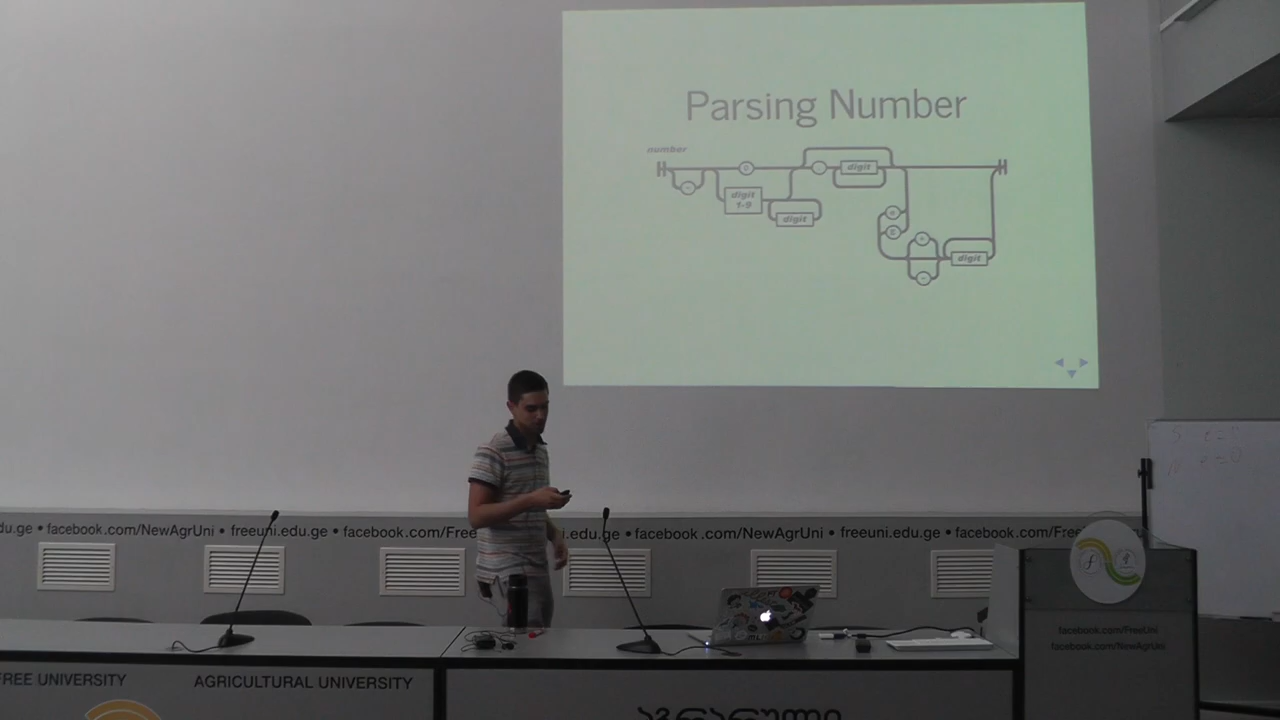 Parsing Number
number
digit
digit
1-9
digit
digit
du.ge • facebook.com/NewAgrUni • freeuni.edu.ge • facebook.com/Free
uni.edu.ge • facebook.com/NewAgrUni • freeuni.edu.ge • facebook.com/Free
facebook.com/FreeUni
facebook.com/NewAgrUni
FREE UNIVERSITY
AGRICULTURAL UNIVERSITY